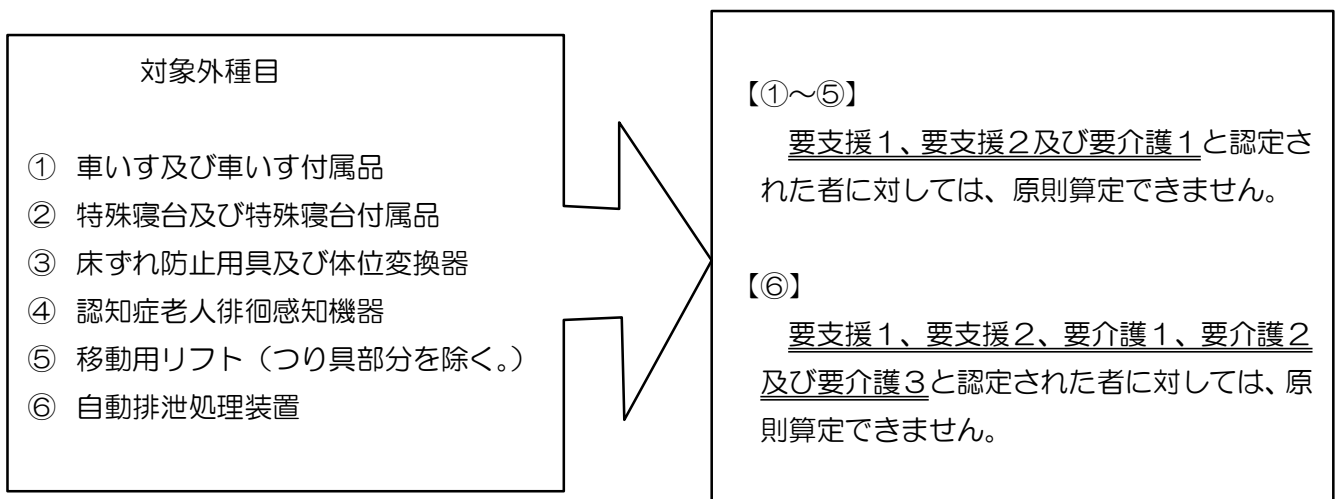 対象外種目
① 車いす及び車いす付属品
② 特殊寝台及び特殊寝台付属品
③ 床ずれ防止用具及び体位変換器
④ 認知症老人徘徊感知機器
⑤ 移動用リフト（つり具部分を除く。）
⑥ 自動排泄処理装置
【①～⑤】
要支援１、要支援２及び要介護１と認定さ
れた者に対しては、原則算定できません。
【⑥】
要支援１、要支援２、要介護１、要介護２
及び要介護３と認定された者に対しては、原
則算定できません。